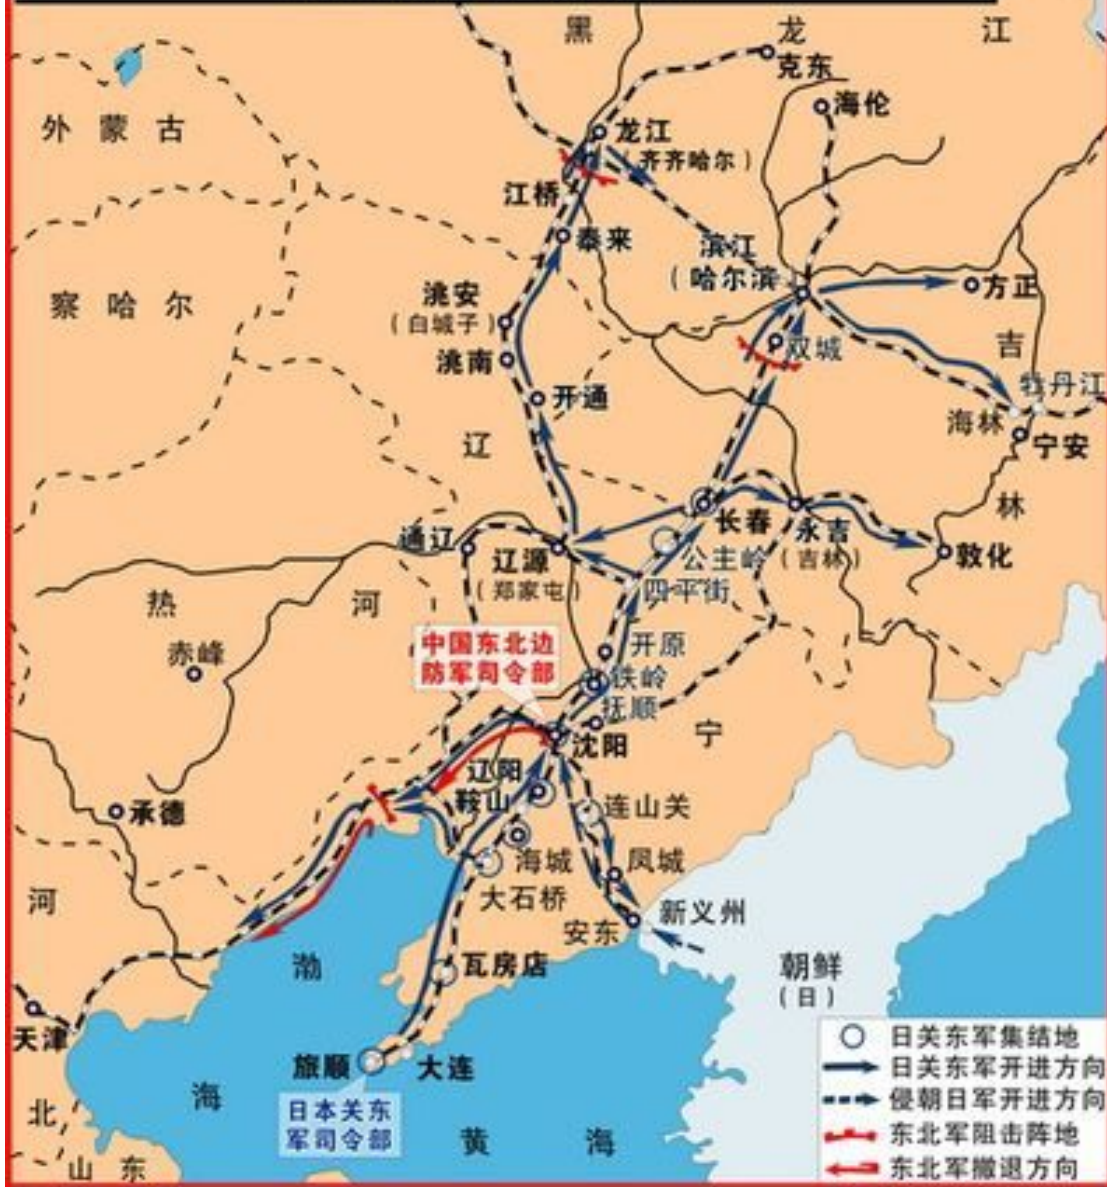 黑 龙 江
克东
海伦
外 蒙 古
龙江
（齐齐哈尔）
江桥
泰来
滨江
（哈尔滨）
方正
察 哈 尔
洮安
（白城子）
洮南
双城
吉
牡丹江
开通
海林
宁安
辽
林
长春
永吉
（吉林）
通辽
辽源
（郑家屯）
公主岭
敦化
四平街
热 河
中国东北边
防军司令部
开原
赤峰
铁岭
抚顺
宁
沈阳
辽阳
鞍山
连山关
承德
海城
凤城
大石桥
河
新义州
安东
渤
瓦房店
朝鲜
（日）
天津
旅顺
大连
海
日本关东
军司令部
北
黄 海
山 东
日关东军集结地
日关东军开进方向
侵朝日军开进方向
东北军阻击阵地
东北军撤退方向